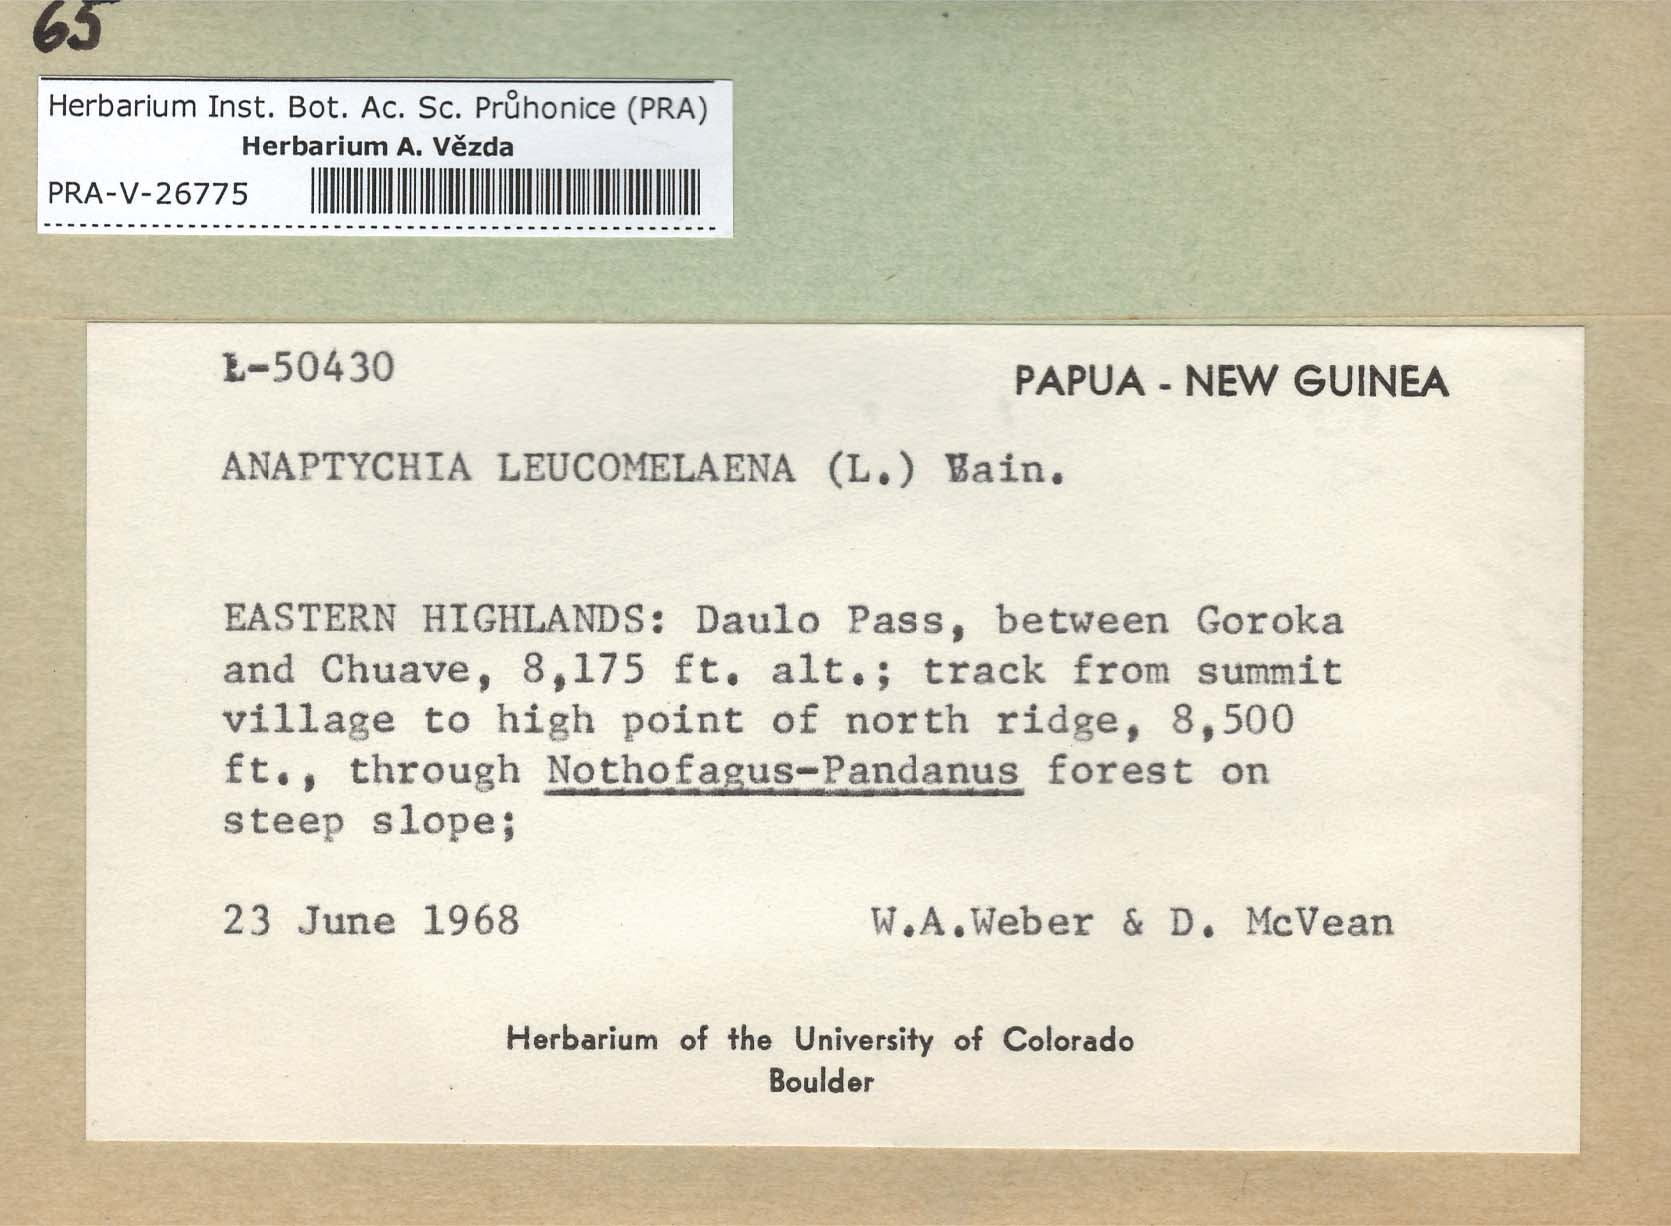 65
Herbarium Inst. Bot. Ac. Sc. Průhonice (PRA)
Herbarium A. Vězda
PRA-V-26775
L-50430
PAPUA - NEW GUINEA
ANAPTYCHIA LEUCOMELAENA (L.) Vain.
EASTERN HIGHLANDS: Daulo Pass, between Goroka
and Chuave, 8,175 ft. alt.; track from summit
village to high point of north ridge, 8,500
ft., through Nothofagus-Pandanus forest on
steep slope;
23 June 1968 W.A.Weber & D. McVean
Herbarium of the University of Colorado
Boulder